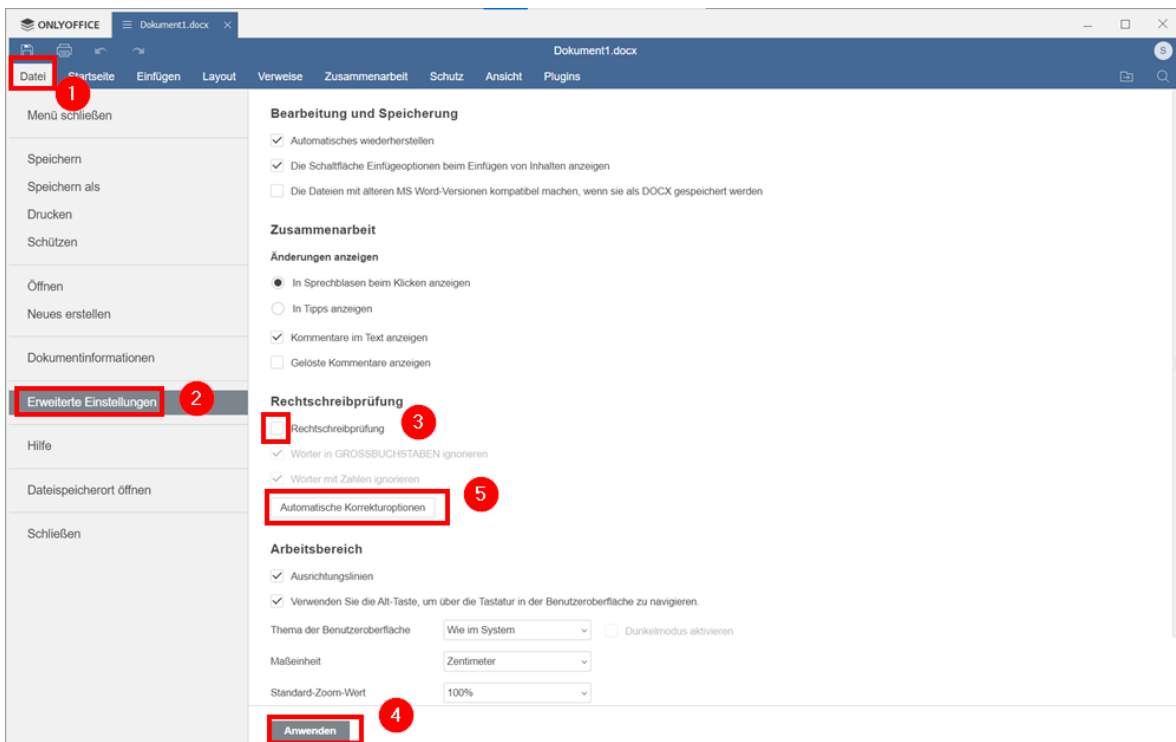 ONLYOFFICE Dokument1.docx
Dokument1.docx S
Datei Startseite Einfügen Layout Verweise Zusammenarbeit Schutz Ansicht Plugins
1
Menü schließen
Speichern
Speichern als
Drucken
Schützen
Öffnen
Neues erstellen
Dokumentinformationen
Erweiterte Einstellungen 2
Hilfe
Dateispeicherort öffnen
Schließen
Bearbeitung und Speicherung
Automatisches wiederherstellen
Die Schaltfläche Einfügeoptionen beim Einfügen von Inhalten anzeigen
Die Dateien mit älteren MS Word-Versionen kompatibel machen, wenn sie als DOCX gespeichert werden
Zusammenarbeit
Änderungen anzeigen
In Sprechblasen beim Klicken anzeigen
In Tipps anzeigen
Kommentare im Text anzeigen
Gelöste Kommentare anzeigen
Rechtschreibprüfung
Rechtschreibprüfung 3
Wörter in GROSSBUCHSTABEN ignorieren
Wörter mit Zahlen ignorieren
Automatische Korrekturoptionen 5
Arbeitsbereich
Ausrichtungslinien
Verwenden Sie die Alt-Taste, um über die Tastatur in der Benutzeroberfläche zu navigieren.
Thema der Benutzeroberfläche Wie im System Dunkelmodus aktivieren
Maßeinheit Zentimeter
Standard-Zoom-Wert 100%
Anwenden 4